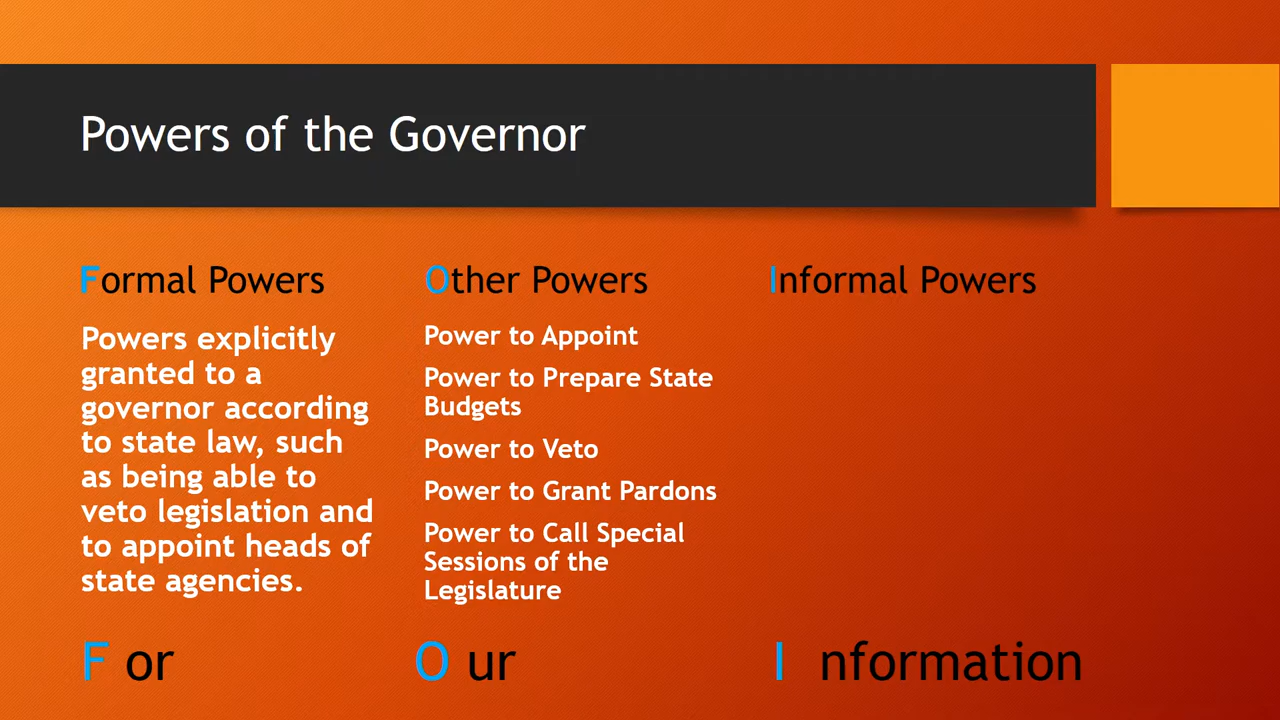 Powers of the Governor
Formal Powers
Powers explicitly
granted to a
governor according
to state law, such
as being able to
veto legislation and
to appoint heads of
state agencies.
Other Powers
Power to Appoint
Power to Prepare State
Budgets
Power to Veto
Power to Grant Pardons
Power to Call Special
Sessions of the
Legislature
Informal Powers
F or
O ur
I nformation